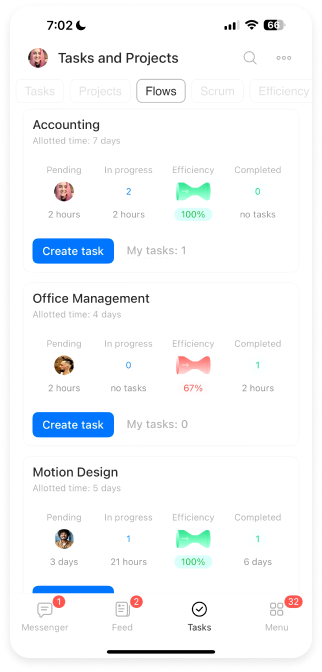 7:02
66
Tasks and Projects
Tasks Projects Flows Scrum Efficiency
Accounting
Allotted time: 7 days
Pending In progress Efficiency Completed
2 0
2 hours 2 hours 100% no tasks
Create task My tasks: 1
Office Management
Allotted time: 4 days
Pending In progress Efficiency Completed
0 1
2 hours no tasks 67% 2 hours
Create task My tasks: 0
Motion Design
Allotted time: 5 days
Pending In progress Efficiency Completed
1 1
3 days 21 hours 100% 6 days
1 2 32
Messenger Feed Tasks Menu